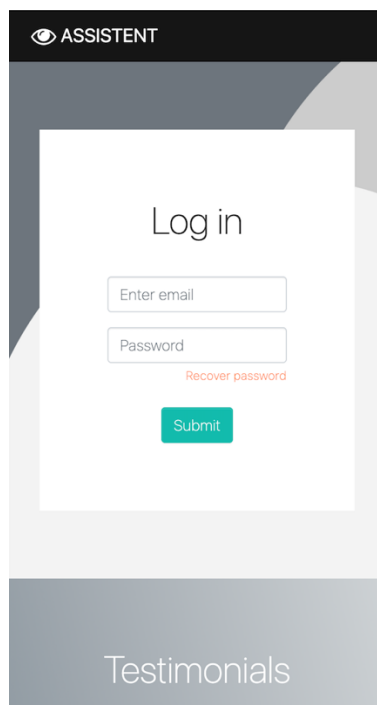 ASSISTENT
Log in
Enter email
Password
Recover password
Submit
Testimonials